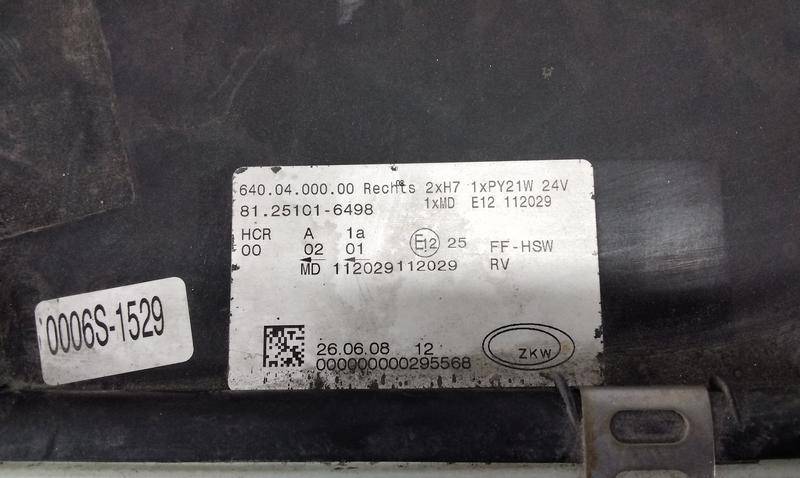 640.04.000.00 Rechts 2xH7 1xPY21W 24V
81.25101-6498 1xMD E12 112029
HCR A 1a E12 25 FF-HSW
00 02 01 RV
MD 112029112029
26.06.08 12
000000000295568
ZKW
0006S-1529